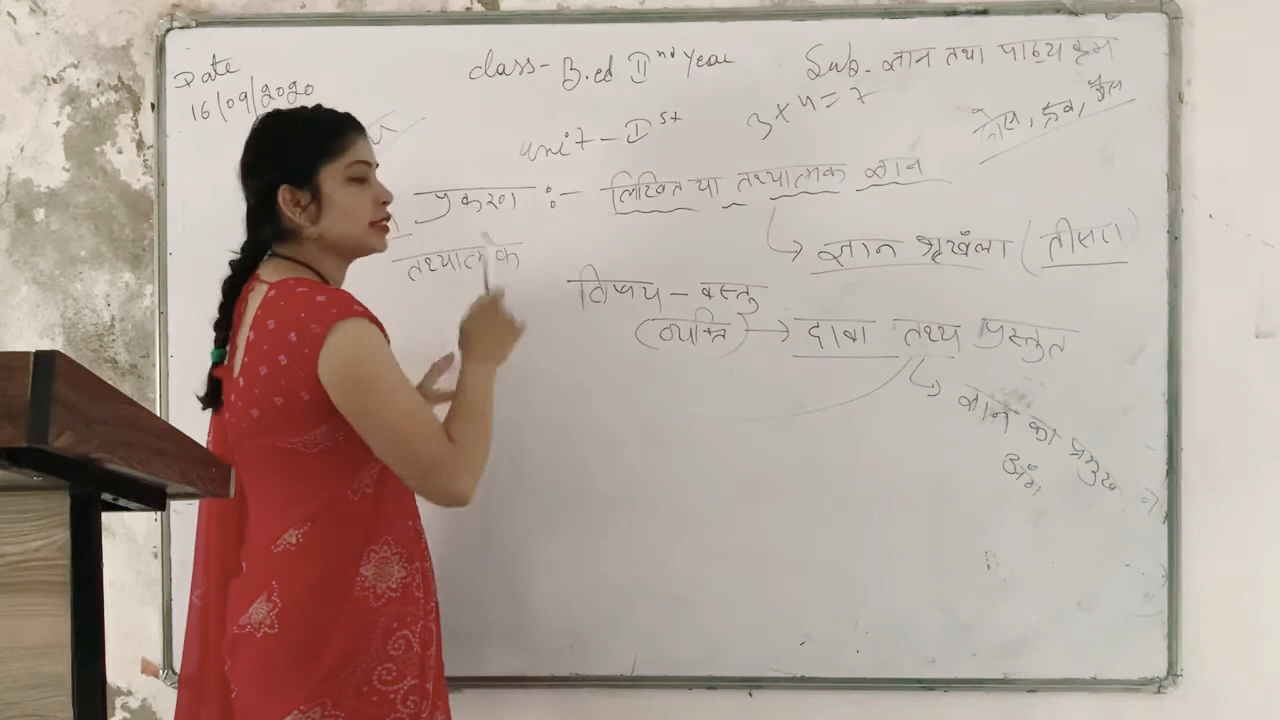 Date
16/09/2020
class- B.ed IInd Year
Sub- ज्ञान तथा पाठ्यक्रम
unit- Ist
3 x 4 = 7
प्रकरण :- लिखित या तथ्यात्मक ज्ञान
ज्ञान श्रृखंला (तीसरा)
तथ्यात्मक
विषय - वस्तु
(व्यक्ति) → दावा तथ्य प्रस्तुत
ज्ञान का प्रमुख
अंग